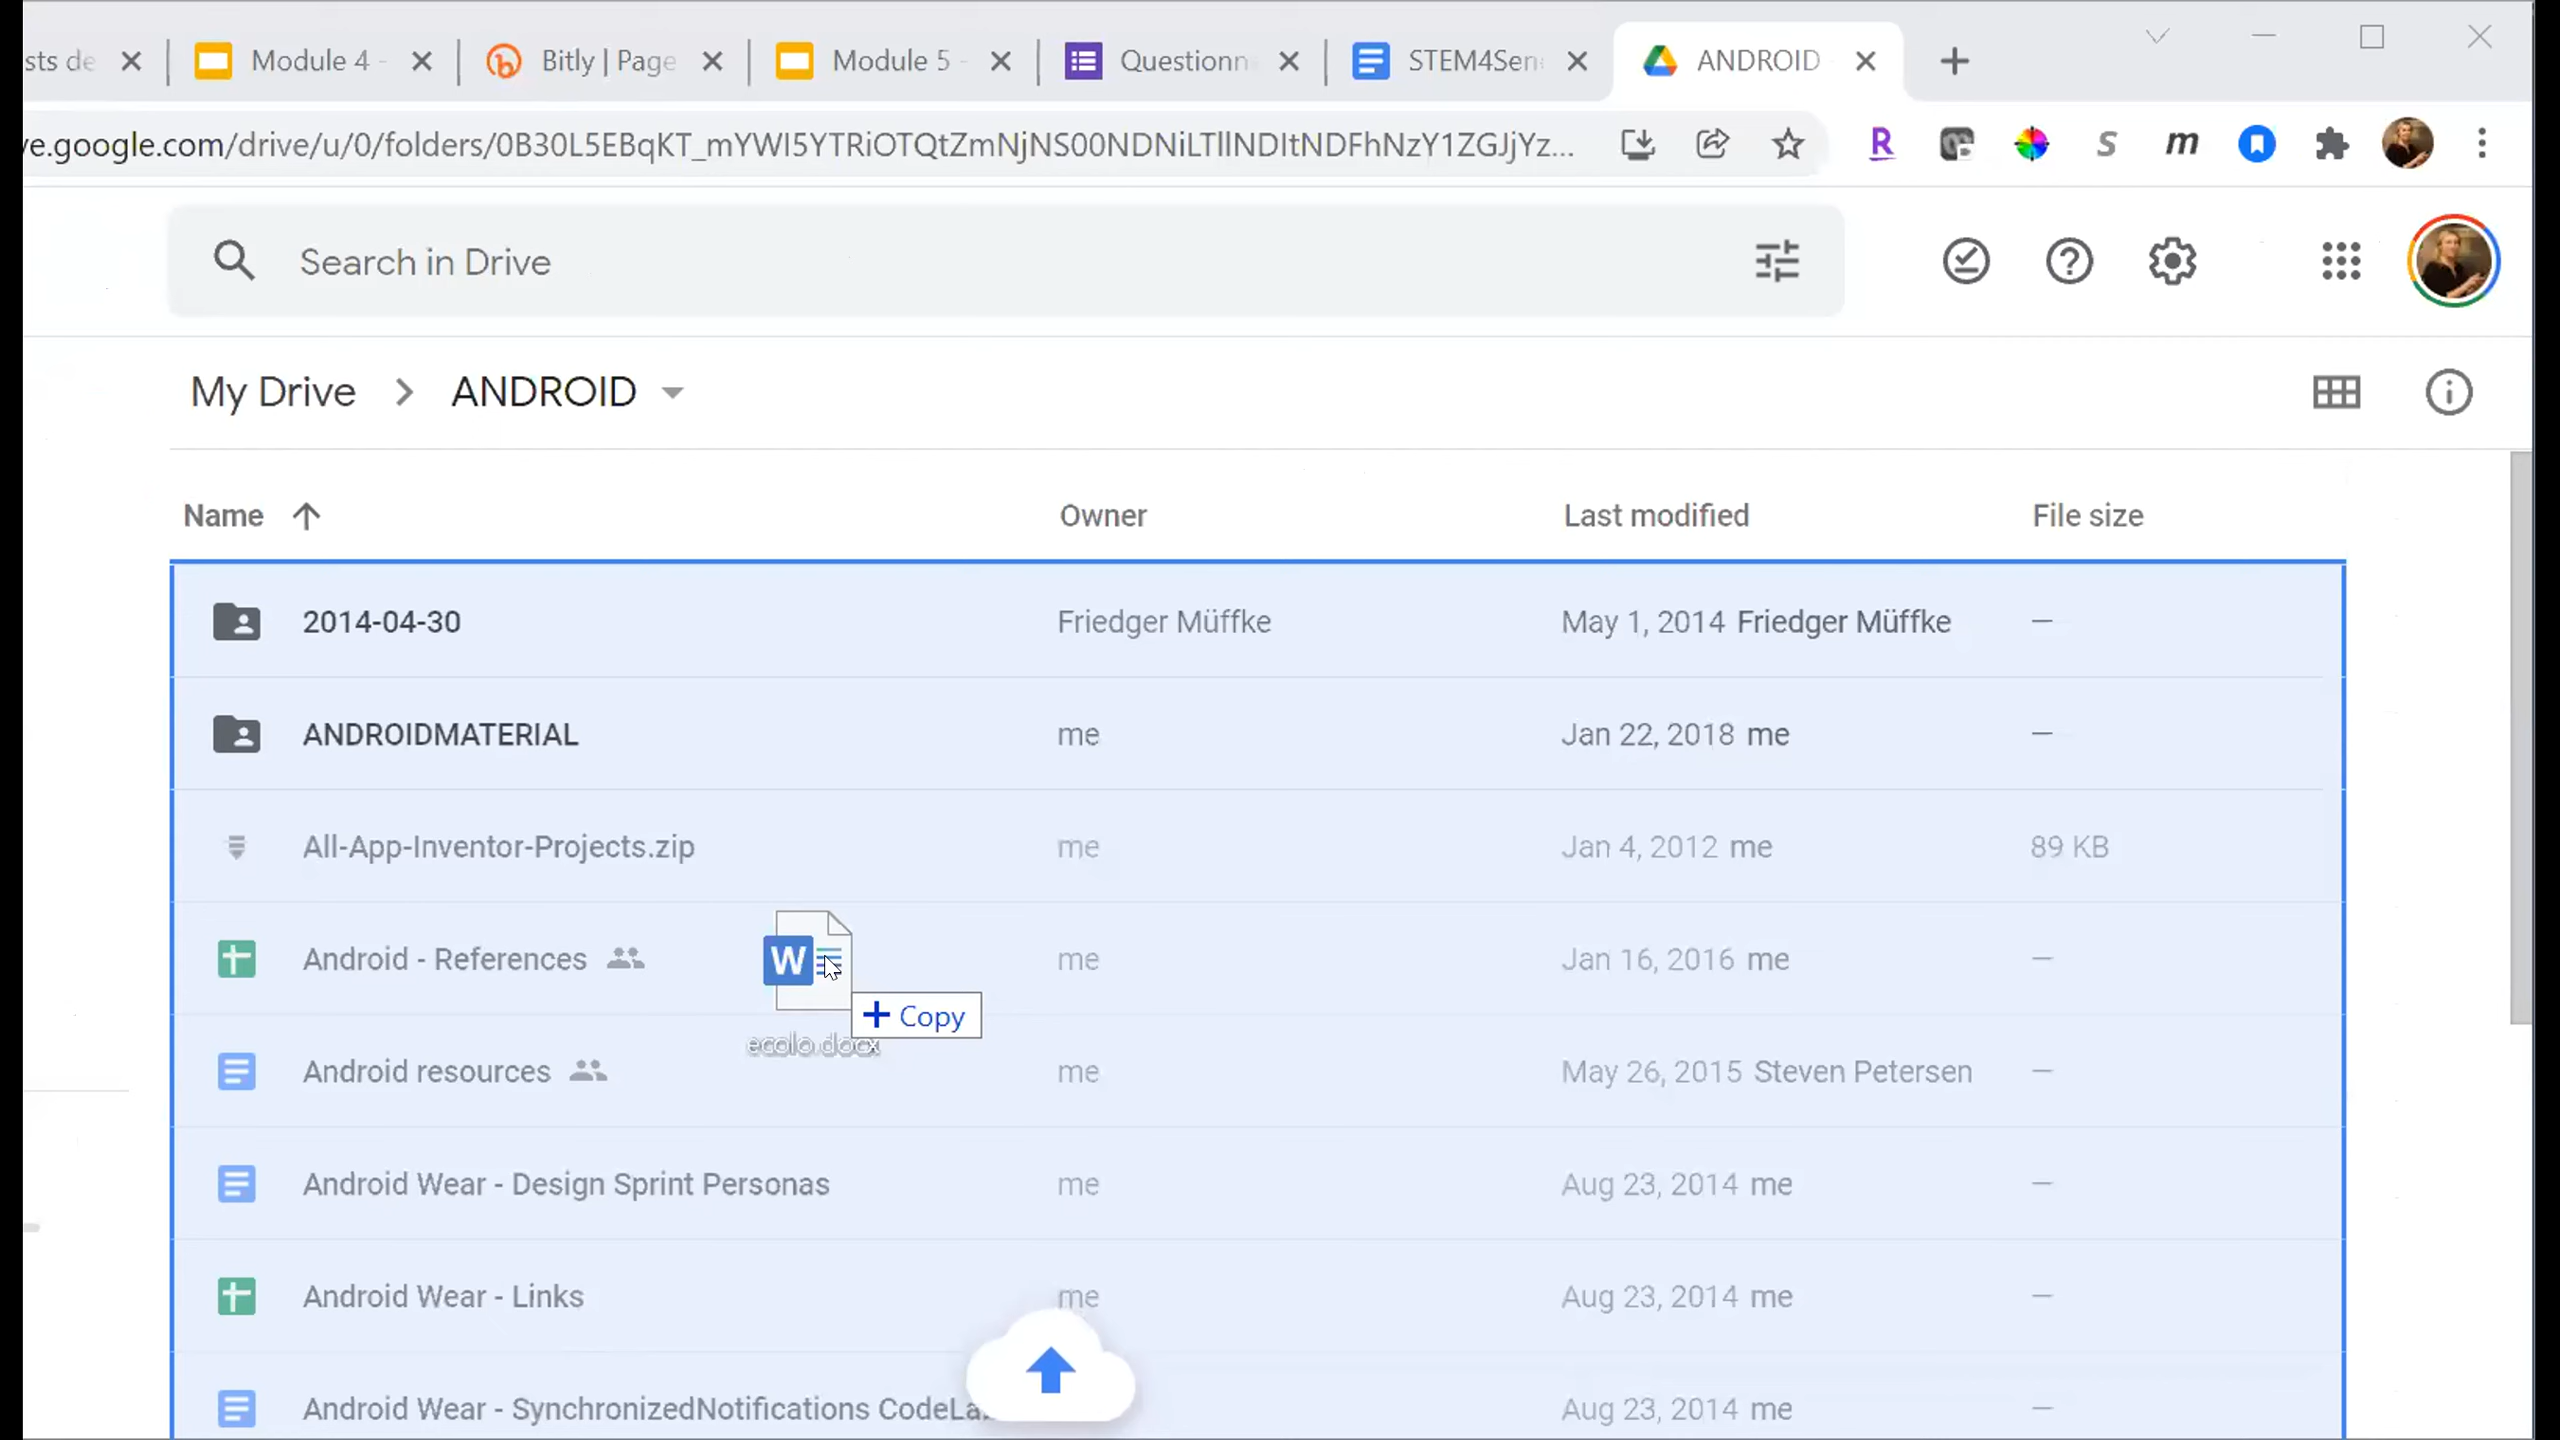 sts de
Module 4 -
Bitly | Page
Module 5 -
Questionn
STEM4Sen
ANDROID
ve.google.com/drive/u/0/folders/0B30L5EBqKT_mYWI5YTRiOTQtZmNjNS00NDNiLTllNDItNDFhNzY1ZGJjYz...
R
S
m
Search in Drive
My Drive > ANDROID
Name Owner Last modified File size
2014-04-30 Friedger Müffke May 1, 2014 Friedger Müffke —
ANDROIDMATERIAL me Jan 22, 2018 me —
All-App-Inventor-Projects.zip me Jan 4, 2012 me 89 KB
Android - References me Jan 16, 2016 me —
W
+ Copy
ecolo.docx
Android resources me May 26, 2015 Steven Petersen —
Android Wear - Design Sprint Personas me Aug 23, 2014 me —
Android Wear - Links me Aug 23, 2014 me —
Android Wear - SynchronizedNotifications CodeLa... Aug 23, 2014 me —